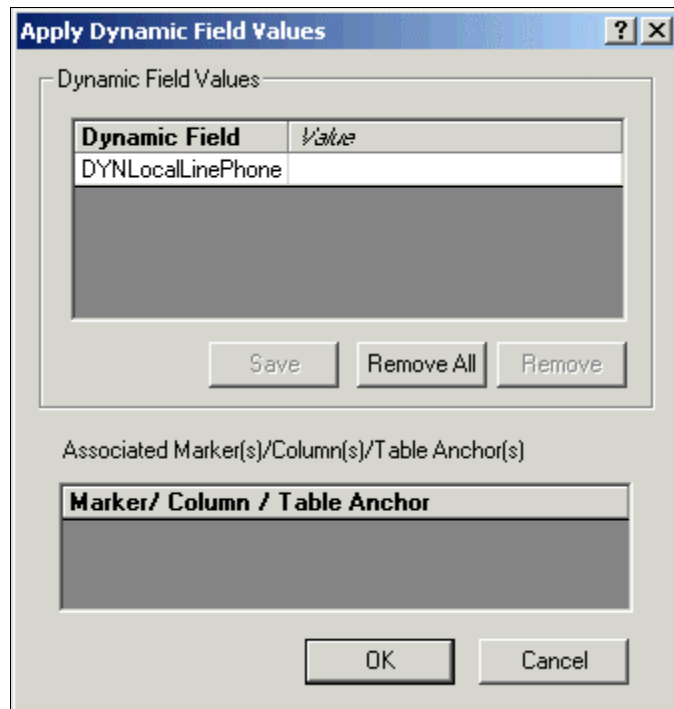 Apply Dynamic Field Values
Dynamic Field Values
Dynamic Field Value
DYNLocalLinePhone
Save Remove All Remove
Associated Marker(s)/Column(s)/Table Anchor(s)
Marker/ Column / Table Anchor
OK Cancel